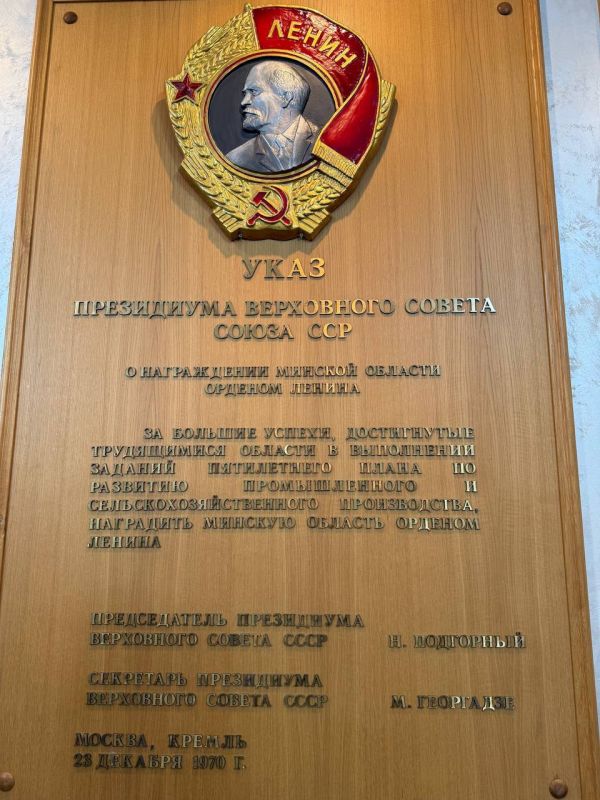 ЛЕНИН
УКАЗ
ПРЕЗИДИУМА ВЕРХОВНОГО СОВЕТА
СОЮЗА ССР
О НАГРАЖДЕНИИ МИНСКОЙ ОБЛАСТИ
ОРДЕНОМ ЛЕНИНА
ЗА БОЛЬШИЕ УСПЕХИ, ДОСТИГНУТЫЕ
ТРУДЯЩИМИСЯ ОБЛАСТИ В ВЫПОЛНЕНИИ
ЗАДАНИЙ ПЯТИЛЕТНЕГО ПЛАНА ПО
РАЗВИТИЮ ПРОМЫШЛЕННОГО И
СЕЛЬСКОХОЗЯЙСТВЕННОГО ПРОИЗВОДСТВА,
НАГРАДИТЬ МИНСКУЮ ОБЛАСТЬ ОРДЕНОМ
ЛЕНИНА
ПРЕДСЕДАТЕЛЬ ПРЕЗИДИУМА
ВЕРХОВНОГО СОВЕТА СССР Н. ПОДГОРНЫЙ
СЕКРЕТАРЬ ПРЕЗИДИУМА
ВЕРХОВНОГО СОВЕТА СССР М. ГЕОРГАДЗЕ
МОСКВА, КРЕМЛЬ
23 ДЕКАБРЯ 1970 Г.